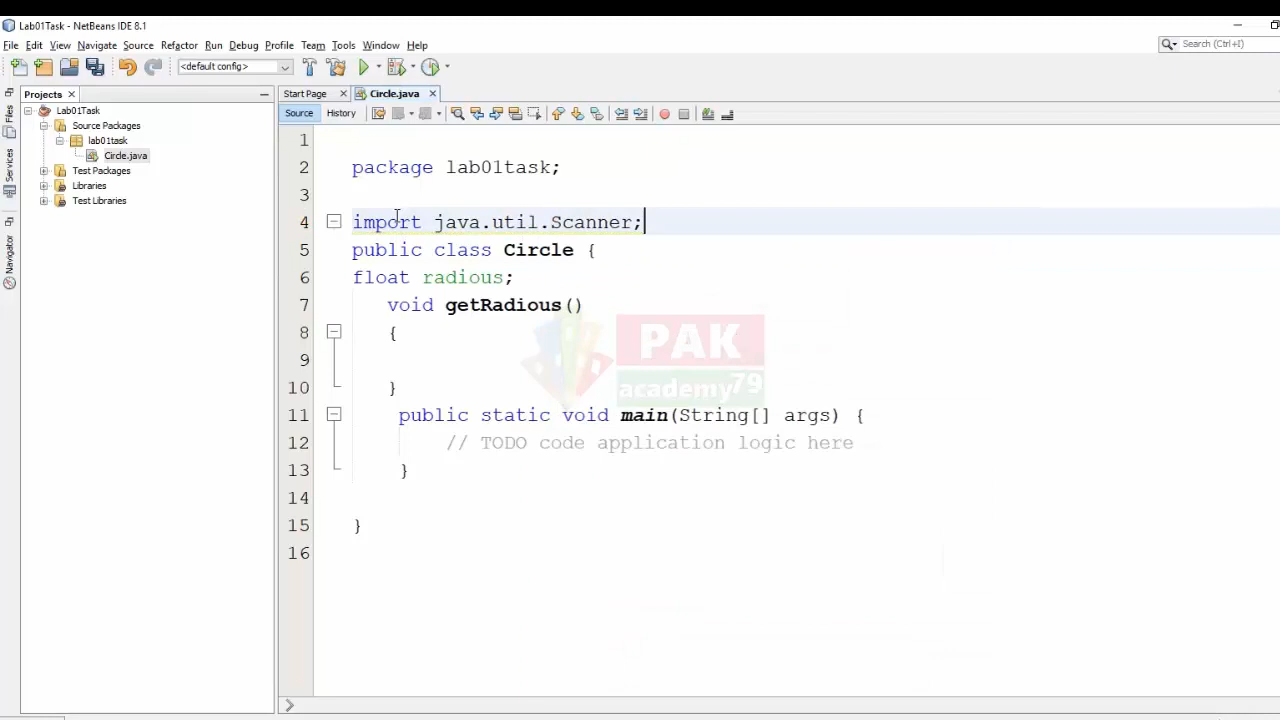 Lab01Task - NetBeans IDE 8.1
File Edit View Navigate Source Refactor Run Debug Profile Team Tools Window Help
Search (Ctrl+I)
<default config>
Projects
Start Page
Circle.java
Source
History
Files
Services
Navigator
Lab01Task
Source Packages
lab01task
Circle.java
Test Packages
Libraries
Test Libraries
1
2 package lab01task;
3
4 import java.util.Scanner;
5 public class Circle {
6 float radious;
7 void getRadious()
8 {
9
10 }
11 public static void main(String[] args) {
12 // TODO code application logic here
13 }
14
15 }
16
PAK
academy79